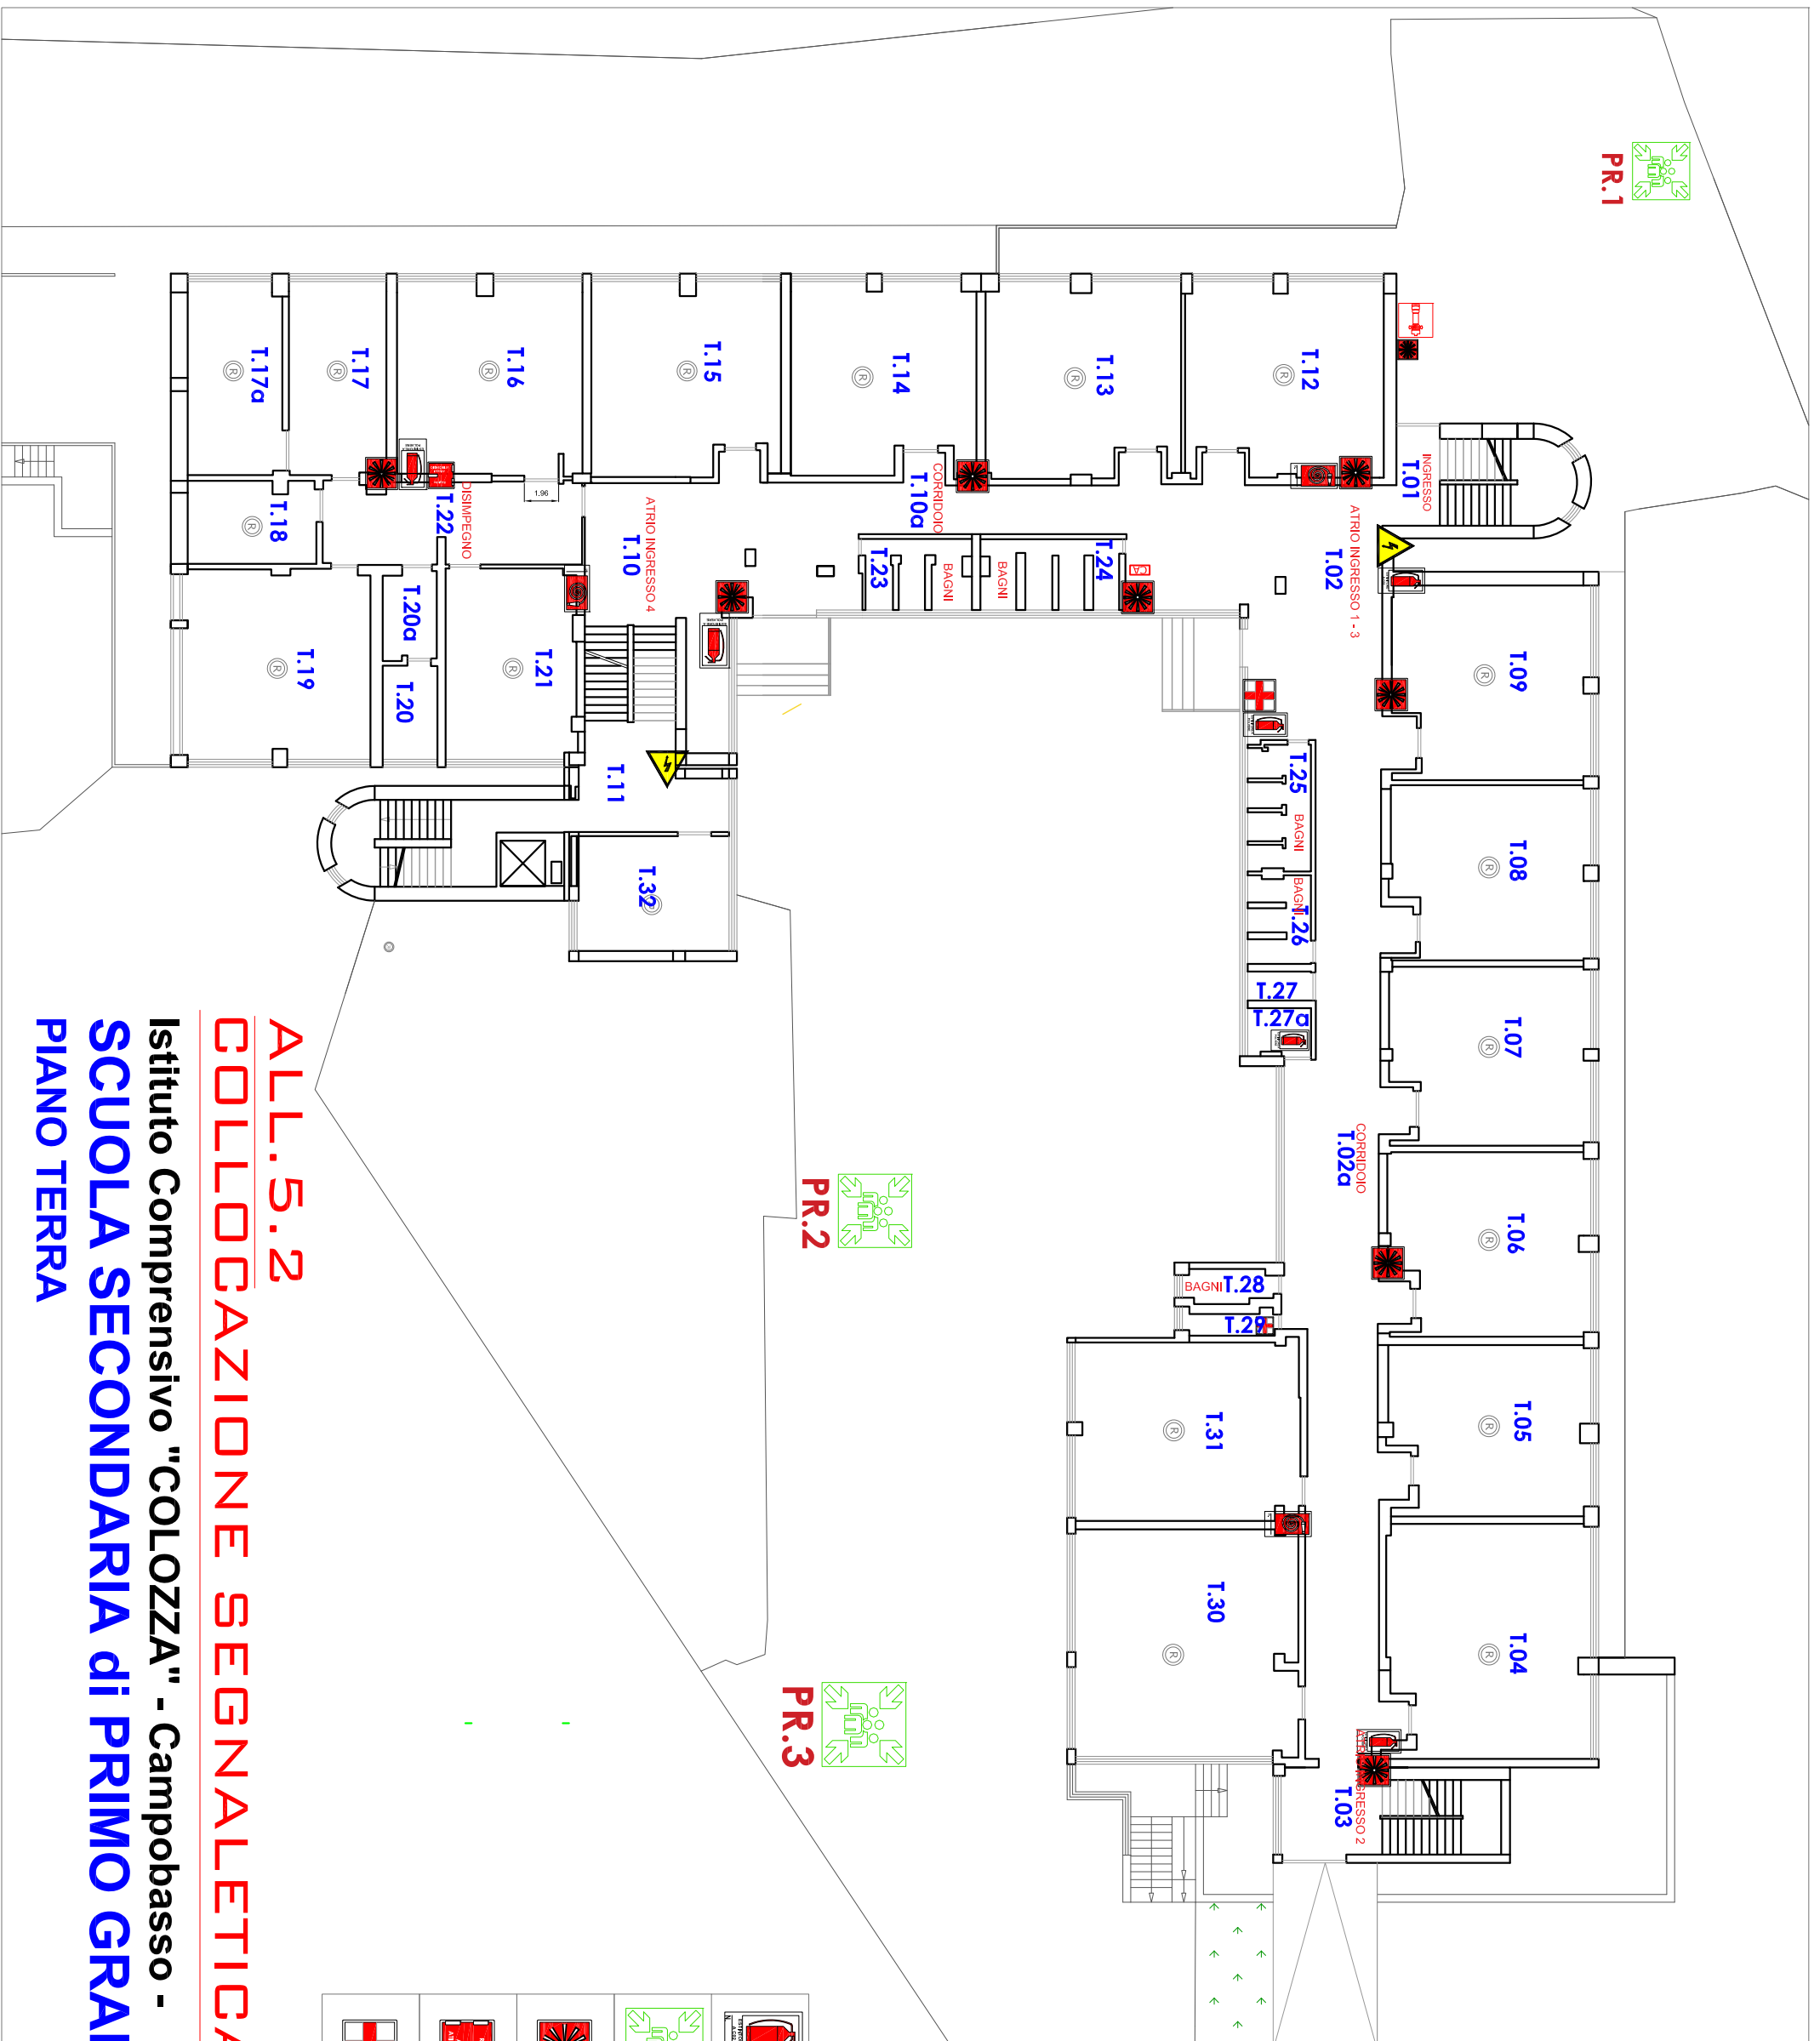 PR.1
INGRESSO
T.01
ATRIO INGRESSO 1 - 3
T.02
T.12
T.13
T.14
T.15
T.16
T.17
T.17a
T.18
DISIMPEGNO
T.22
1.96
ATRIO INGRESSO 4
T.10
CORRIDOIO
T.10a
T.23
BAGNI
BAGNI
T.24
CA
T.09
T.08
T.07
T.06
T.05
T.04
T.19
T.20a
T.20
T.21
T.11
T.32
T.25
BAGNI
BAGNI
T.26
T.27
T.27a
CORRIDOIO
T.02a
BAGNI
T.28
T.29
T.31
T.30
T.03
PR.2
PR.3
ALL.5.2
COLLOCAZIONE SEGNALETICA
Istituto Comprensivo "COLOZZA" - Campobasso -
SCUOLA SECONDARIA di PRIMO GRA
PIANO TERRA